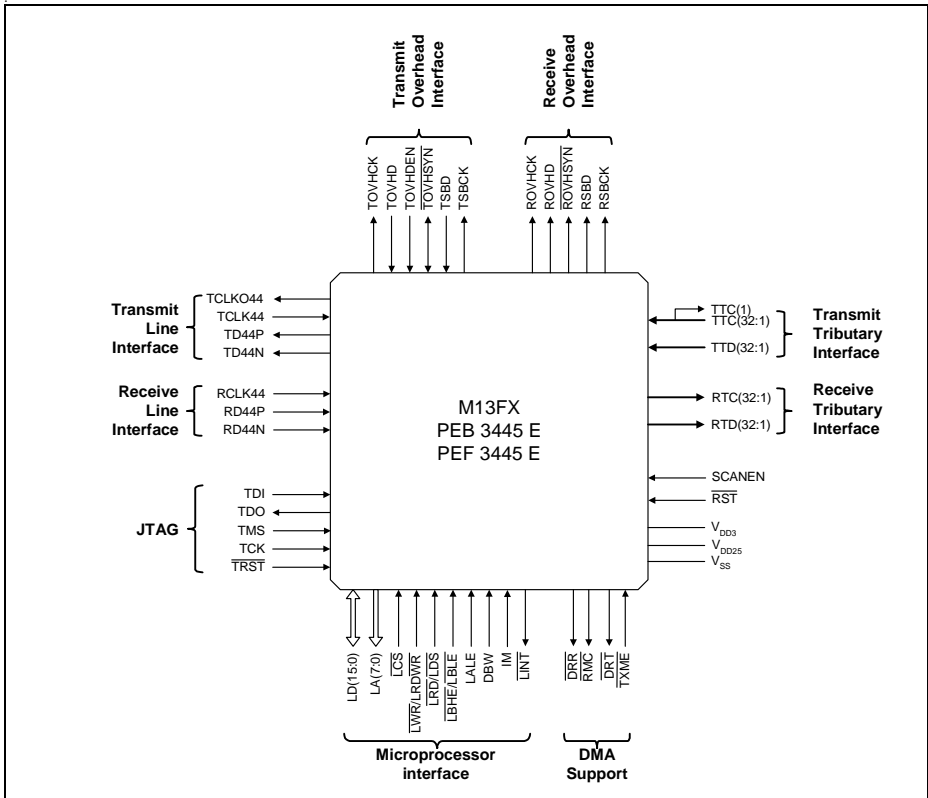 Transmit
Overhead
Interface
Receive
Overhead
Interface
TOVHCK
TOVHD
TOVHDEN
TOVHSYN
TSBD
TSBCK
ROVHCK
ROVHD
ROVHSYN
RSBD
RSBCK
Transmit
Line
Interface
TCLKO44
TCLK44
TD44P
TD44N
Receive
Line
Interface
RCLK44
RD44P
RD44N
JTAG
TDI
TDO
TMS
TCK
TRST
M13FX
PEB 3445 E
PEF 3445 E
TTC(1)
TTC(32:1)
TTD(32:1)
Transmit
Tributary
Interface
RTC(32:1)
RTD(32:1)
Receive
Tributary
Interface
SCANEN
RST
VDD3
VDD25
VSS
LD(15:0)
LA(7:0)
LCS
LWR/LRDWR
LRD/LDS
LBHE/LBLE
LALE
DBW
IM
LINT
DRR
RMC
DRT
TXME
Microprocessor
interface
DMA
Support